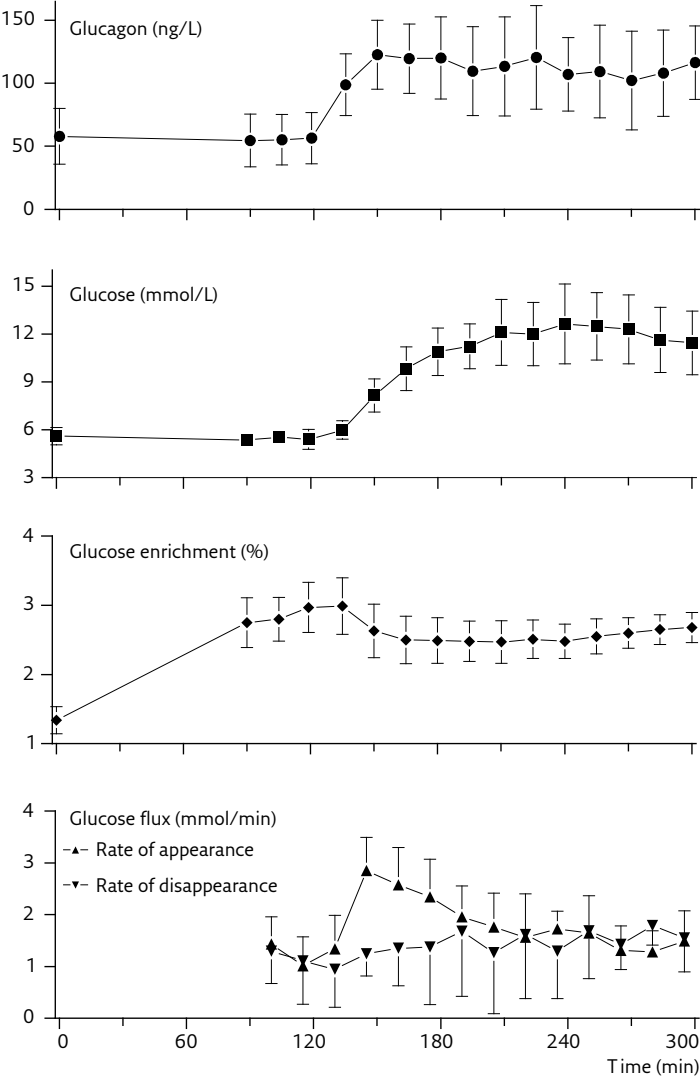 150
Glucagon (ng/L)
100
50
0
15
Glucose (mmol/L)
12
9
6
3
4
Glucose enrichment (%)
3
2
1
4
Glucose flux (mmol/min)
Rate of appearance
3
Rate of disappearance
2
1
0
0 60 120 180 240 300
Time (min)